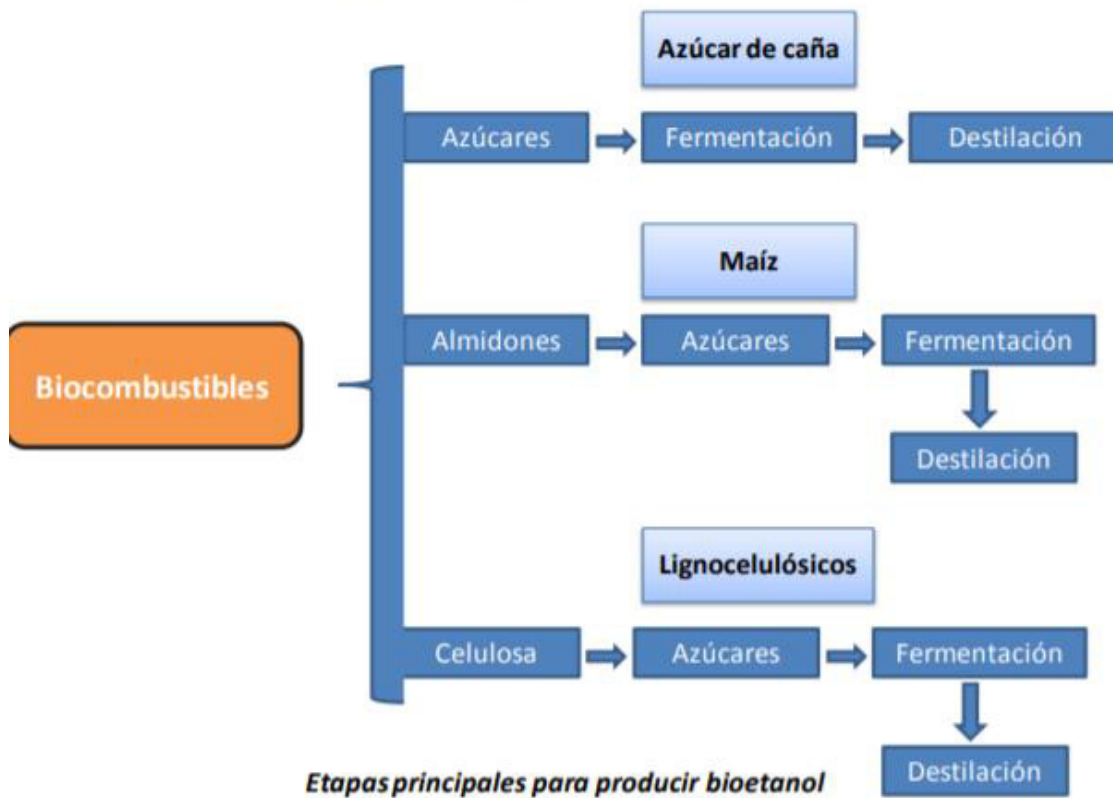 Azúcar de caña
Azúcares
Fermentación
Destilación
Maíz
Almidones
Azúcares
Fermentación
Biocombustibles
Destilación
Lignocelulósicos
Celulosa
Azúcares
Fermentación
Destilación
Etapas principales para producir bioetanol